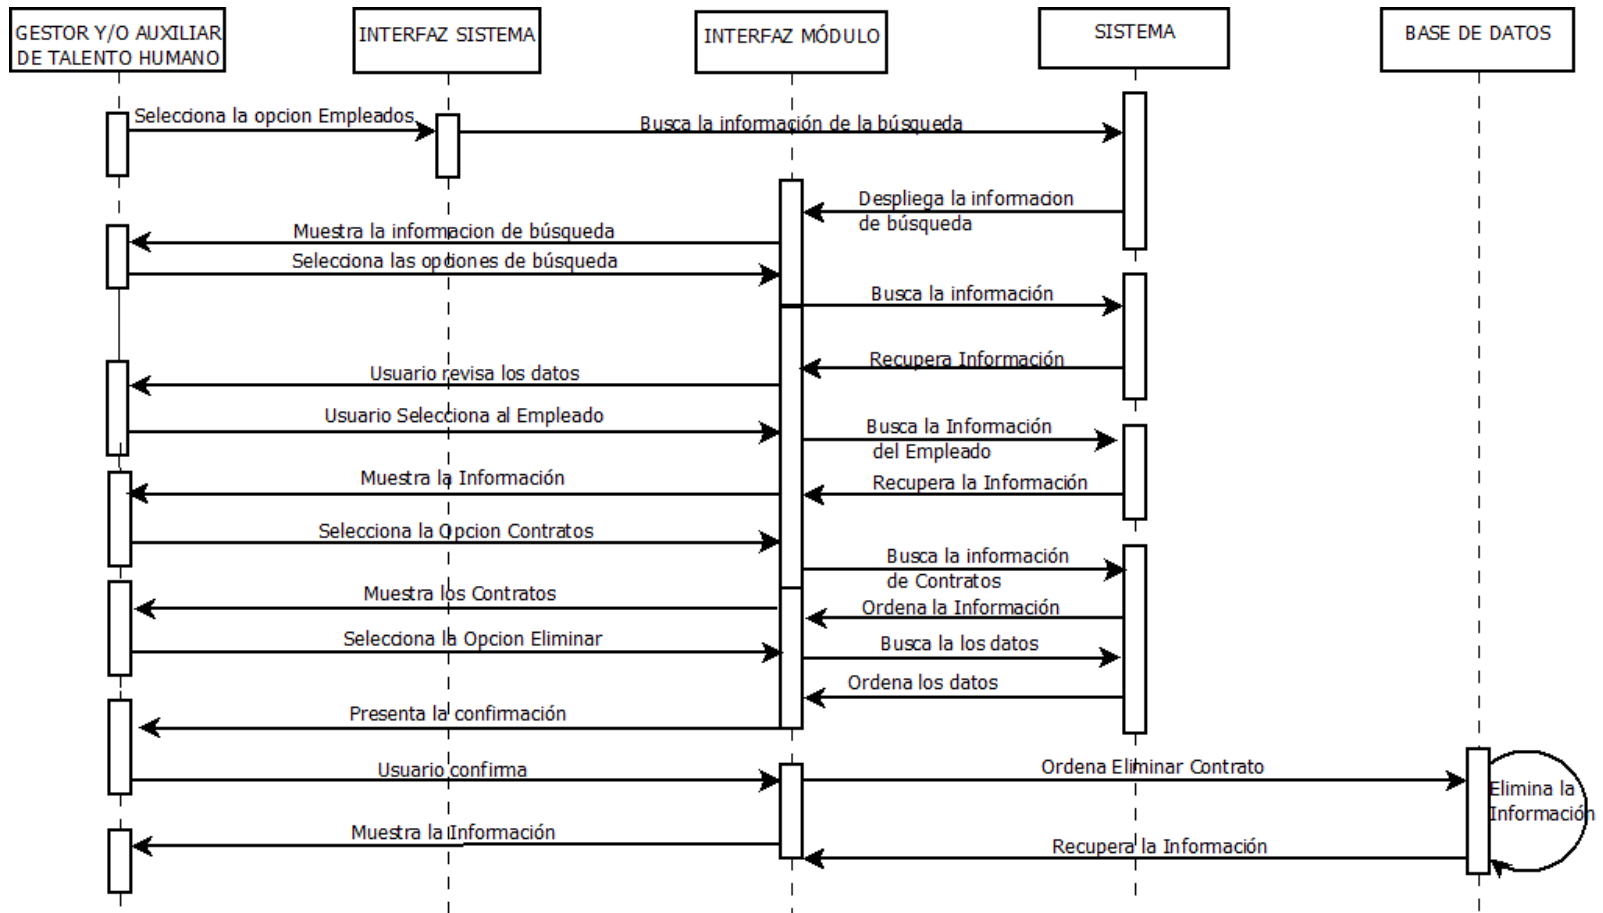 GESTOR Y/O AUXILIAR
DE TALENTO HUMANO
INTERFAZ SISTEMA
INTERFAZ MÓDULO
SISTEMA
BASE DE DATOS
Selecciona la opcion Empleados
Busca la información de la búsqueda
Despliega la informacion
de búsqueda
Muestra la informacion de búsqueda
Selecciona las opciones de búsqueda
Busca la información
Recupera Información
Usuario revisa los datos
Usuario Selecciona al Empleado
Busca la Información
del Empleado
Muestra la Información
Recupera la Información
Selecciona la Opcion Contratos
Busca la información
de Contratos
Muestra los Contratos
Ordena la Información
Selecciona la Opcion Eliminar
Busca la los datos
Ordena los datos
Presenta la confirmación
Usuario confirma
Ordena Eliminar Contrato
Elimina la
Información
Muestra la Información
Recupera la Información